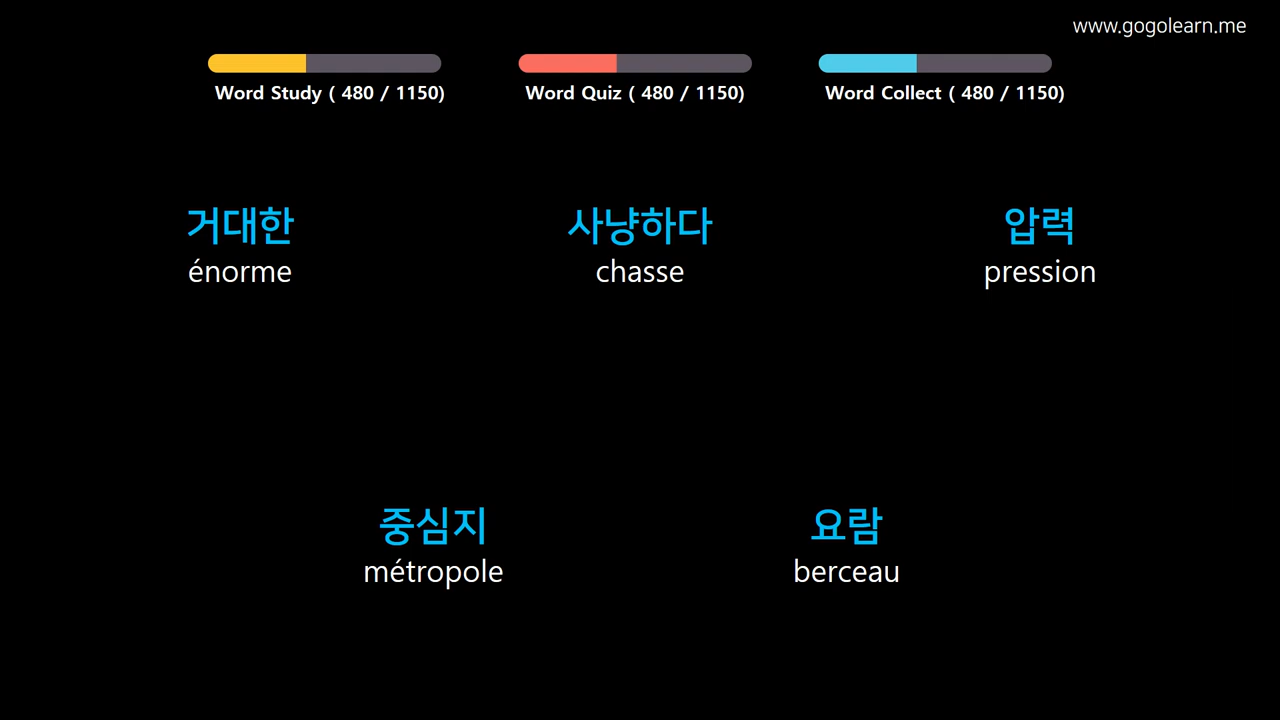 www.gogolearn.me
Word Study ( 480 / 1150)
Word Quiz ( 480 / 1150)
Word Collect ( 480 / 1150)
거대한
énorme
사냥하다
chasse
압력
pression
중심지
métropole
요람
berceau